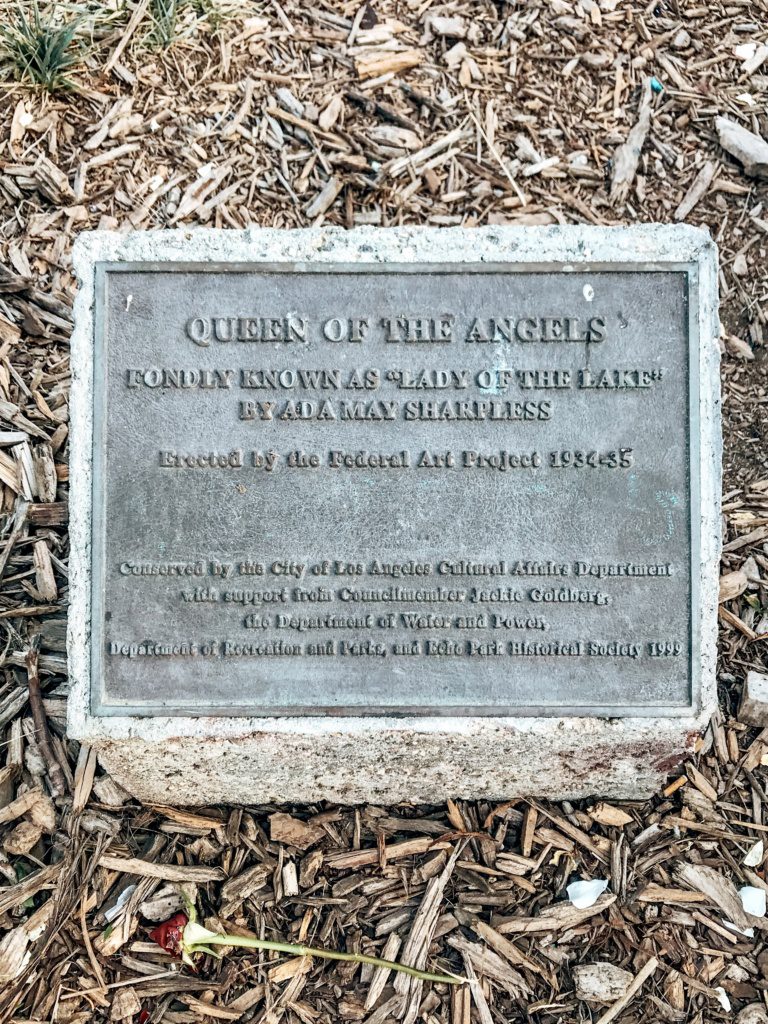 QUEEN OF THE ANGELS
FONDLY KNOWN AS "LADY OF THE LAKE"
BY ADA MAY SHARPLESS
Erected by the Federal Art Project 1934-35
Conserved by the City of Los Angeles Cultural Affairs Department
with support from Councilmember Jackie Goldberg,
the Department of Water and Power,
Department of Recreation and Parks, and Echo Park Historical Society 1999